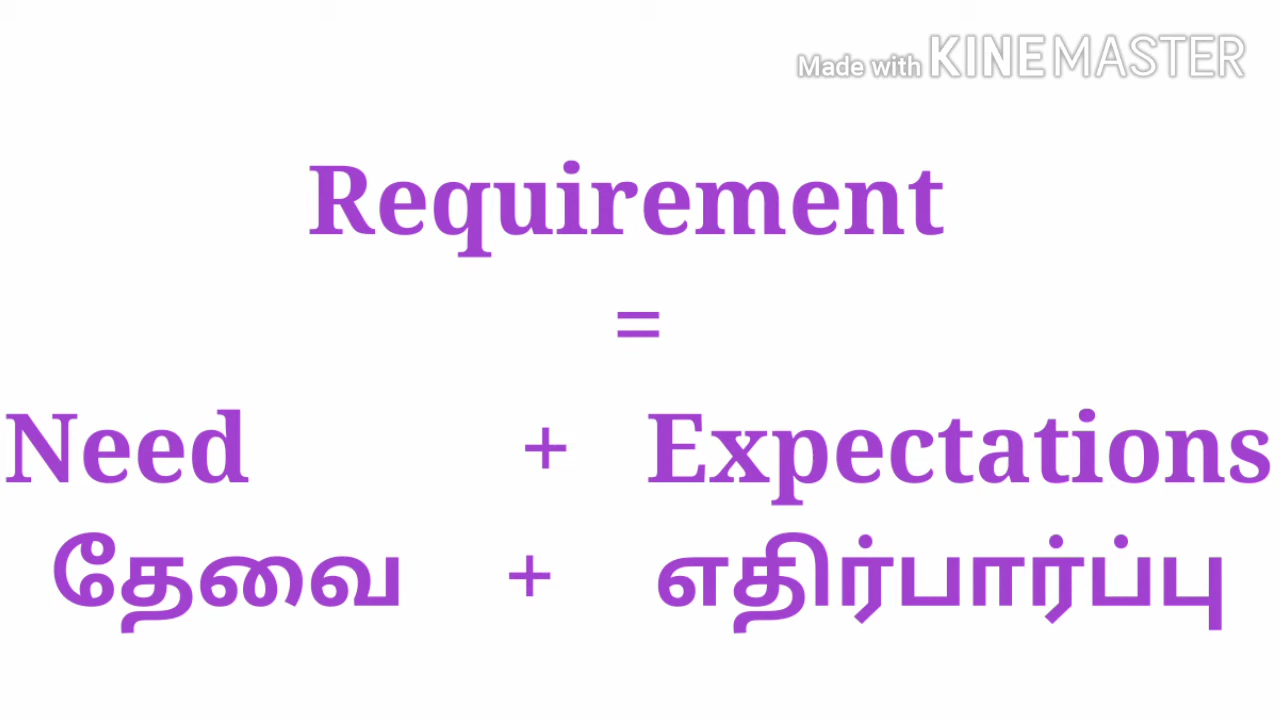 Made with KINEMASTER
Requirement
=
Need + Expectations
தேவை + எதிர்பார்ப்பு